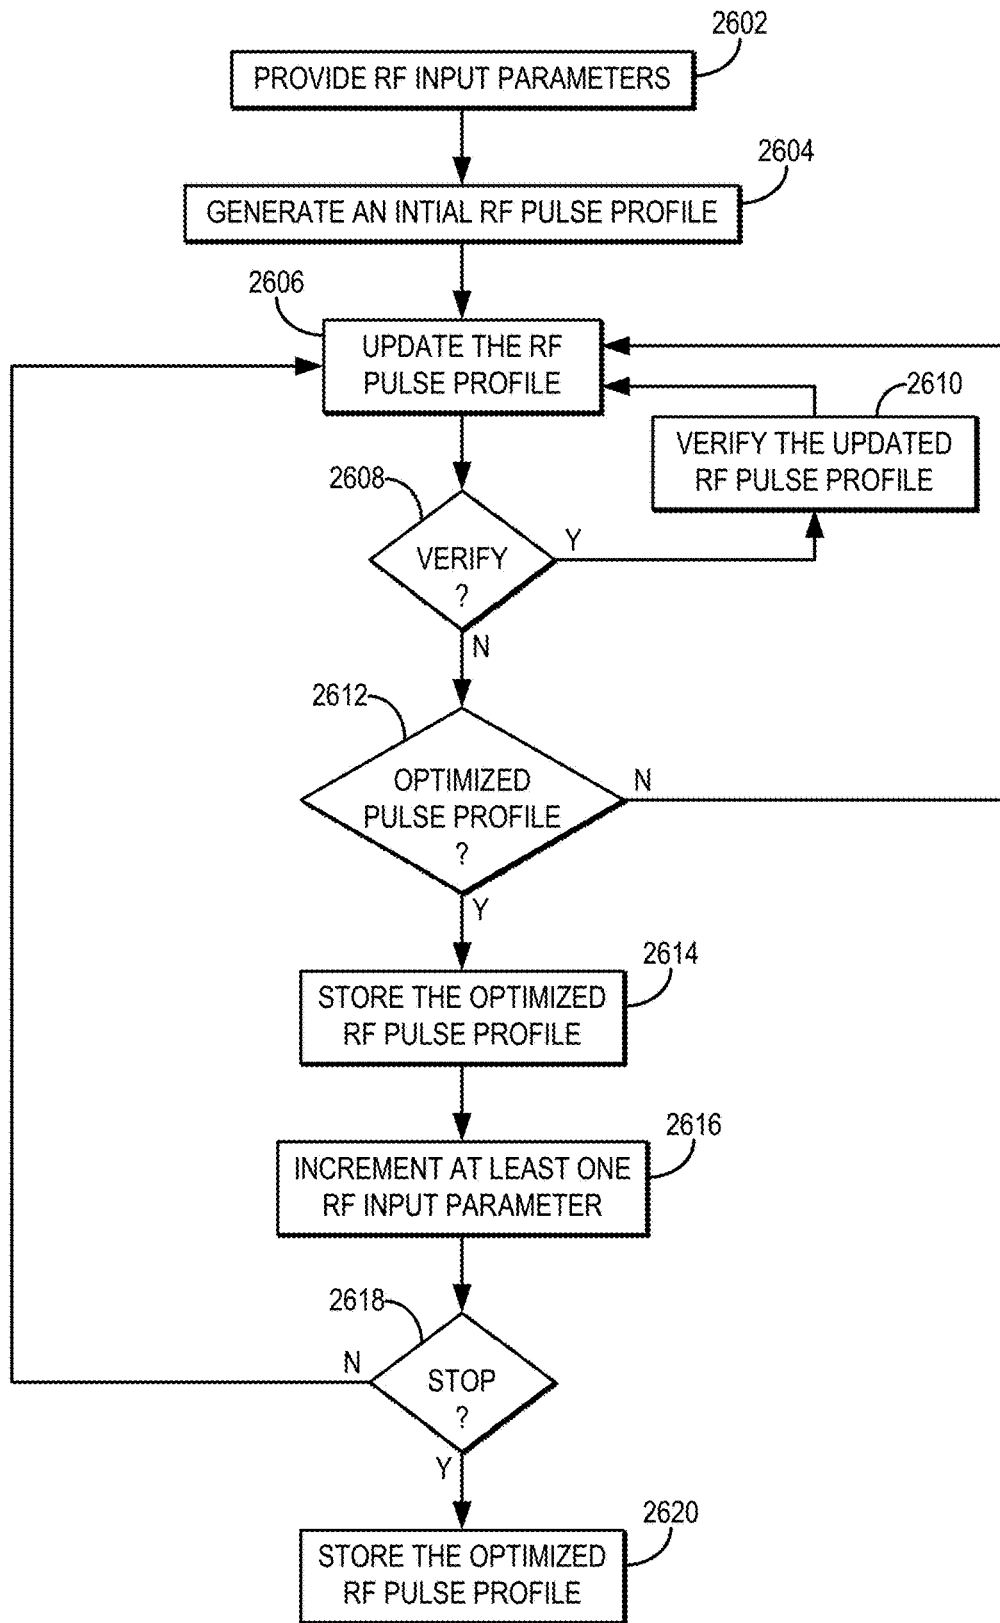 2602
PROVIDE RF INPUT PARAMETERS
2604
GENERATE AN INTIAL RF PULSE PROFILE
2606
UPDATE THE RF
PULSE PROFILE
2610
VERIFY THE UPDATED
RF PULSE PROFILE
2608
VERIFY
?
Y
N
2612
OPTIMIZED
PULSE PROFILE
?
N
Y
2614
STORE THE OPTIMIZED
RF PULSE PROFILE
2616
INCREMENT AT LEAST ONE
RF INPUT PARAMETER
2618
N
STOP
?
Y
2620
STORE THE OPTIMIZED
RF PULSE PROFILE